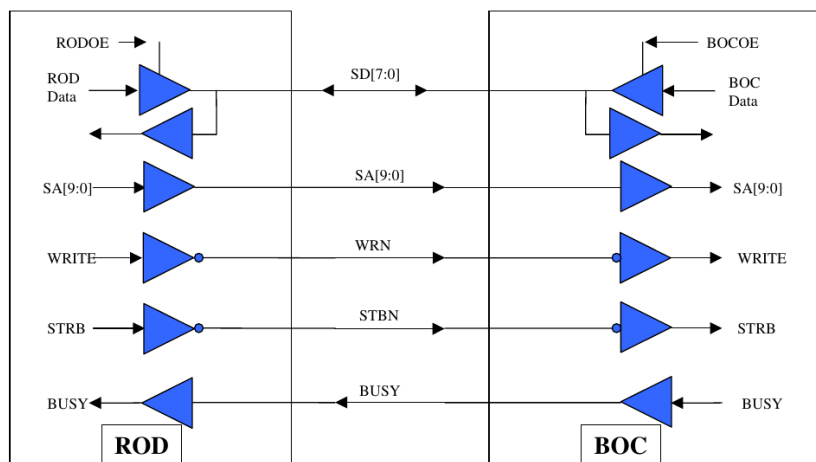 RODOE
BOCOE
ROD
Data
SD[7:0]
BOC
Data
SA[9:0]
SA[9:0]
SA[9:0]
WRITE
WRN
WRITE
STRB
STBN
STRB
BUSY
BUSY
BUSY
ROD
BOC